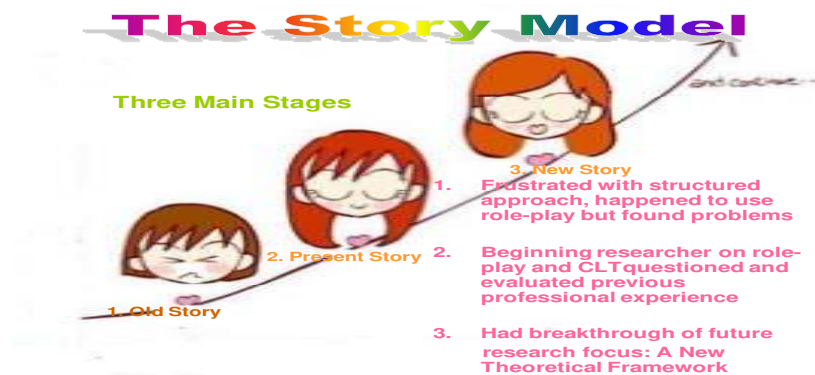 The Story Model
and continue...
Three Main Stages
3. New Story
1. Frustrated with structured
approach, happened to use
role-play but found problems
2. Present Story
2. Beginning researcher on role-
play and CLTquestioned and
evaluated previous
professional experience
1. Old Story
3. Had breakthrough of future
research focus: A New
Theoretical Framework